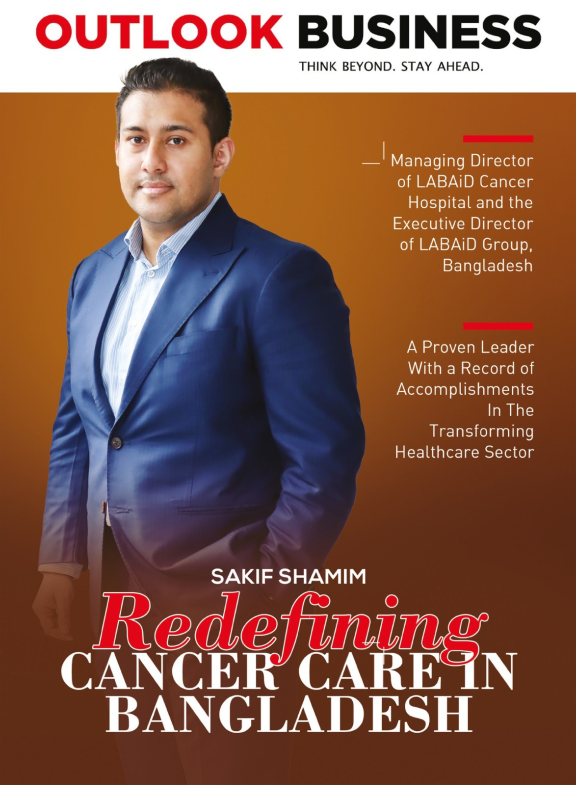 OUTLOOK BUSINESS
THINK BEYOND. STAY AHEAD.
Managing Director
of LABAiD Cancer
Hospital and the
Executive Director
of LABAiD Group,
Bangladesh
A Proven Leader
With a Record of
Accomplishments
In The
Transforming
Healthcare Sector
SAKIF SHAMIM
Redefining
CANCER CARE IN
BANGLADESH